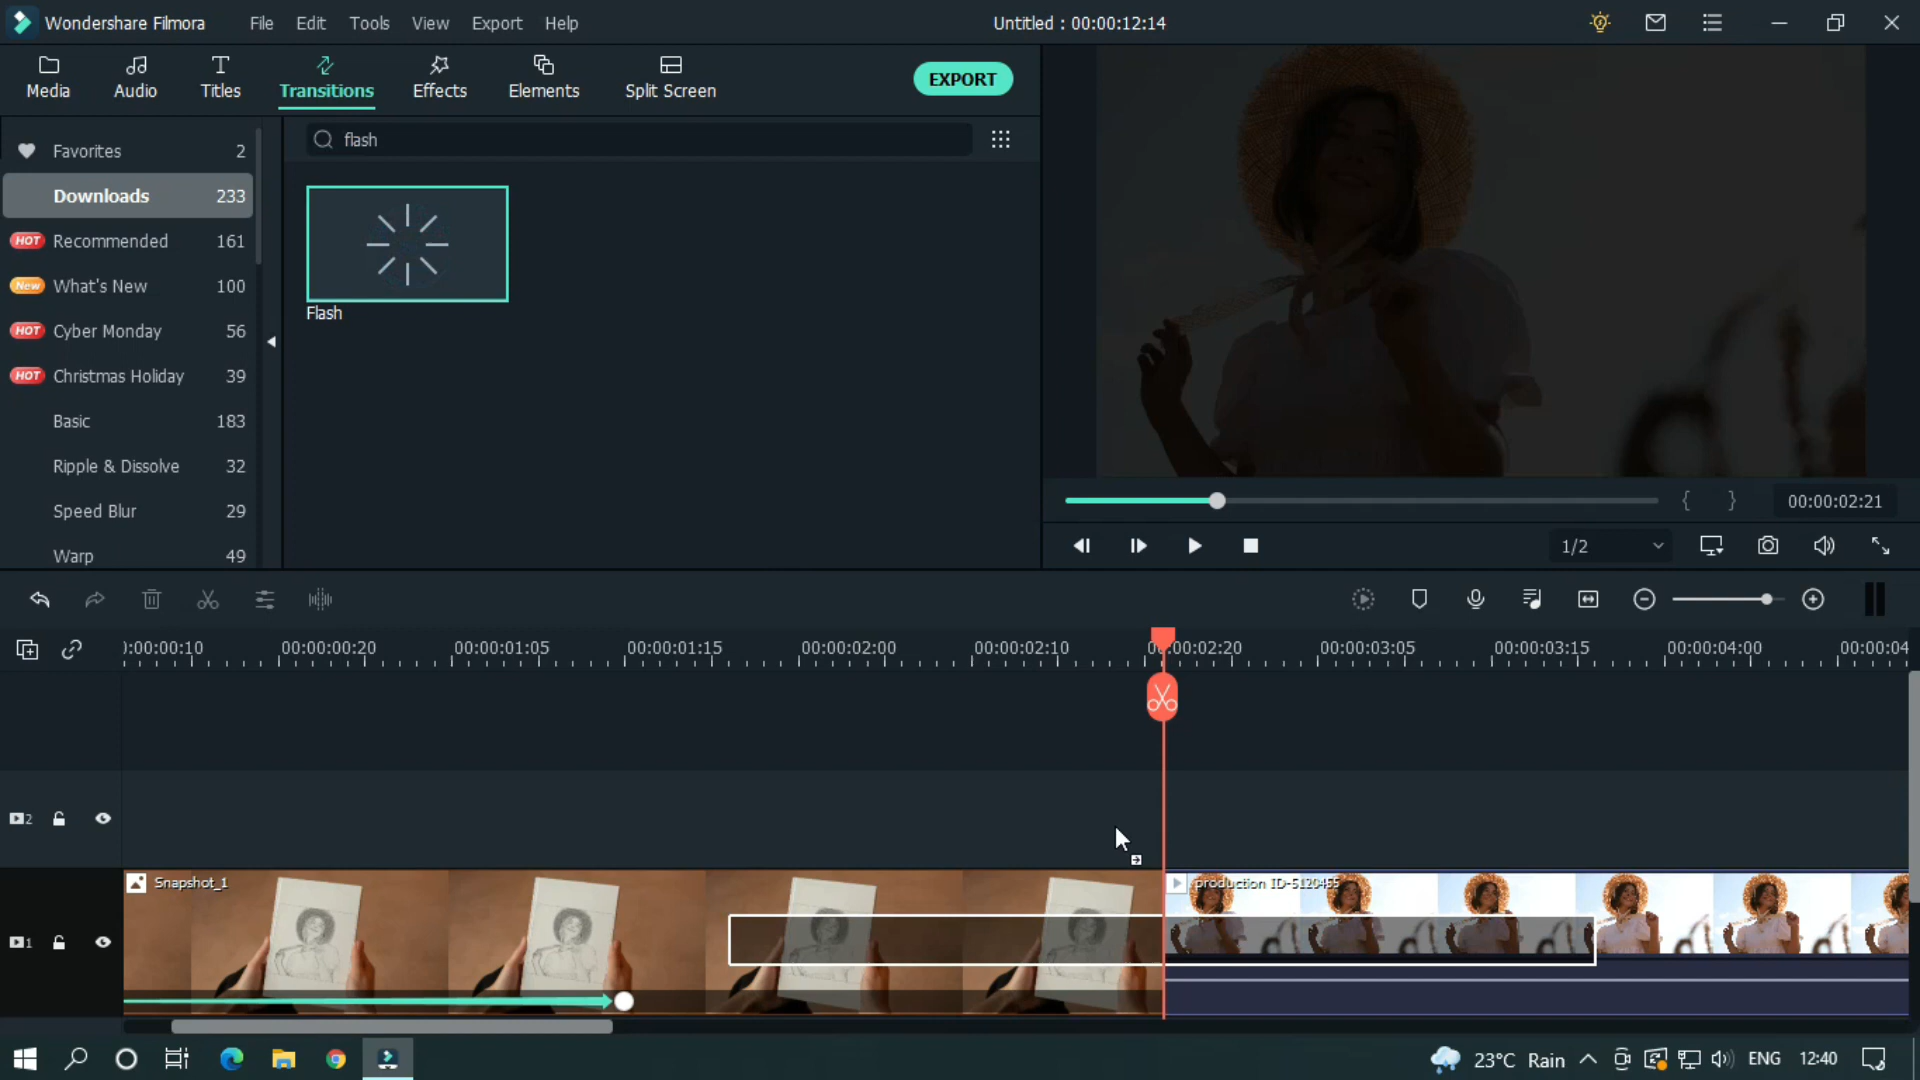 Wondershare Filmora File Edit Tools View Export Help Untitled : 00:00:12:14
Media Audio Titles Transitions Effects Elements Split Screen EXPORT
flash
Favorites 2
Downloads 233
HOT Recommended 161
New What's New 100
HOT Cyber Monday 56
HOT Christmas Holiday 39
Basic 183
Ripple & Dissolve 32
Speed Blur 29
Warp 49
Flash
{ } 00:00:02:21
1/2
:00:00:10 00:00:00:20 00:00:01:05 00:00:01:15 00:00:02:00 00:00:02:10 00:00:02:20 00:00:03:05 00:00:03:15 00:00:04:00 00:00:04
2
Snapshot_1 production ID-5120455
1
23°C Rain ENG 12:40